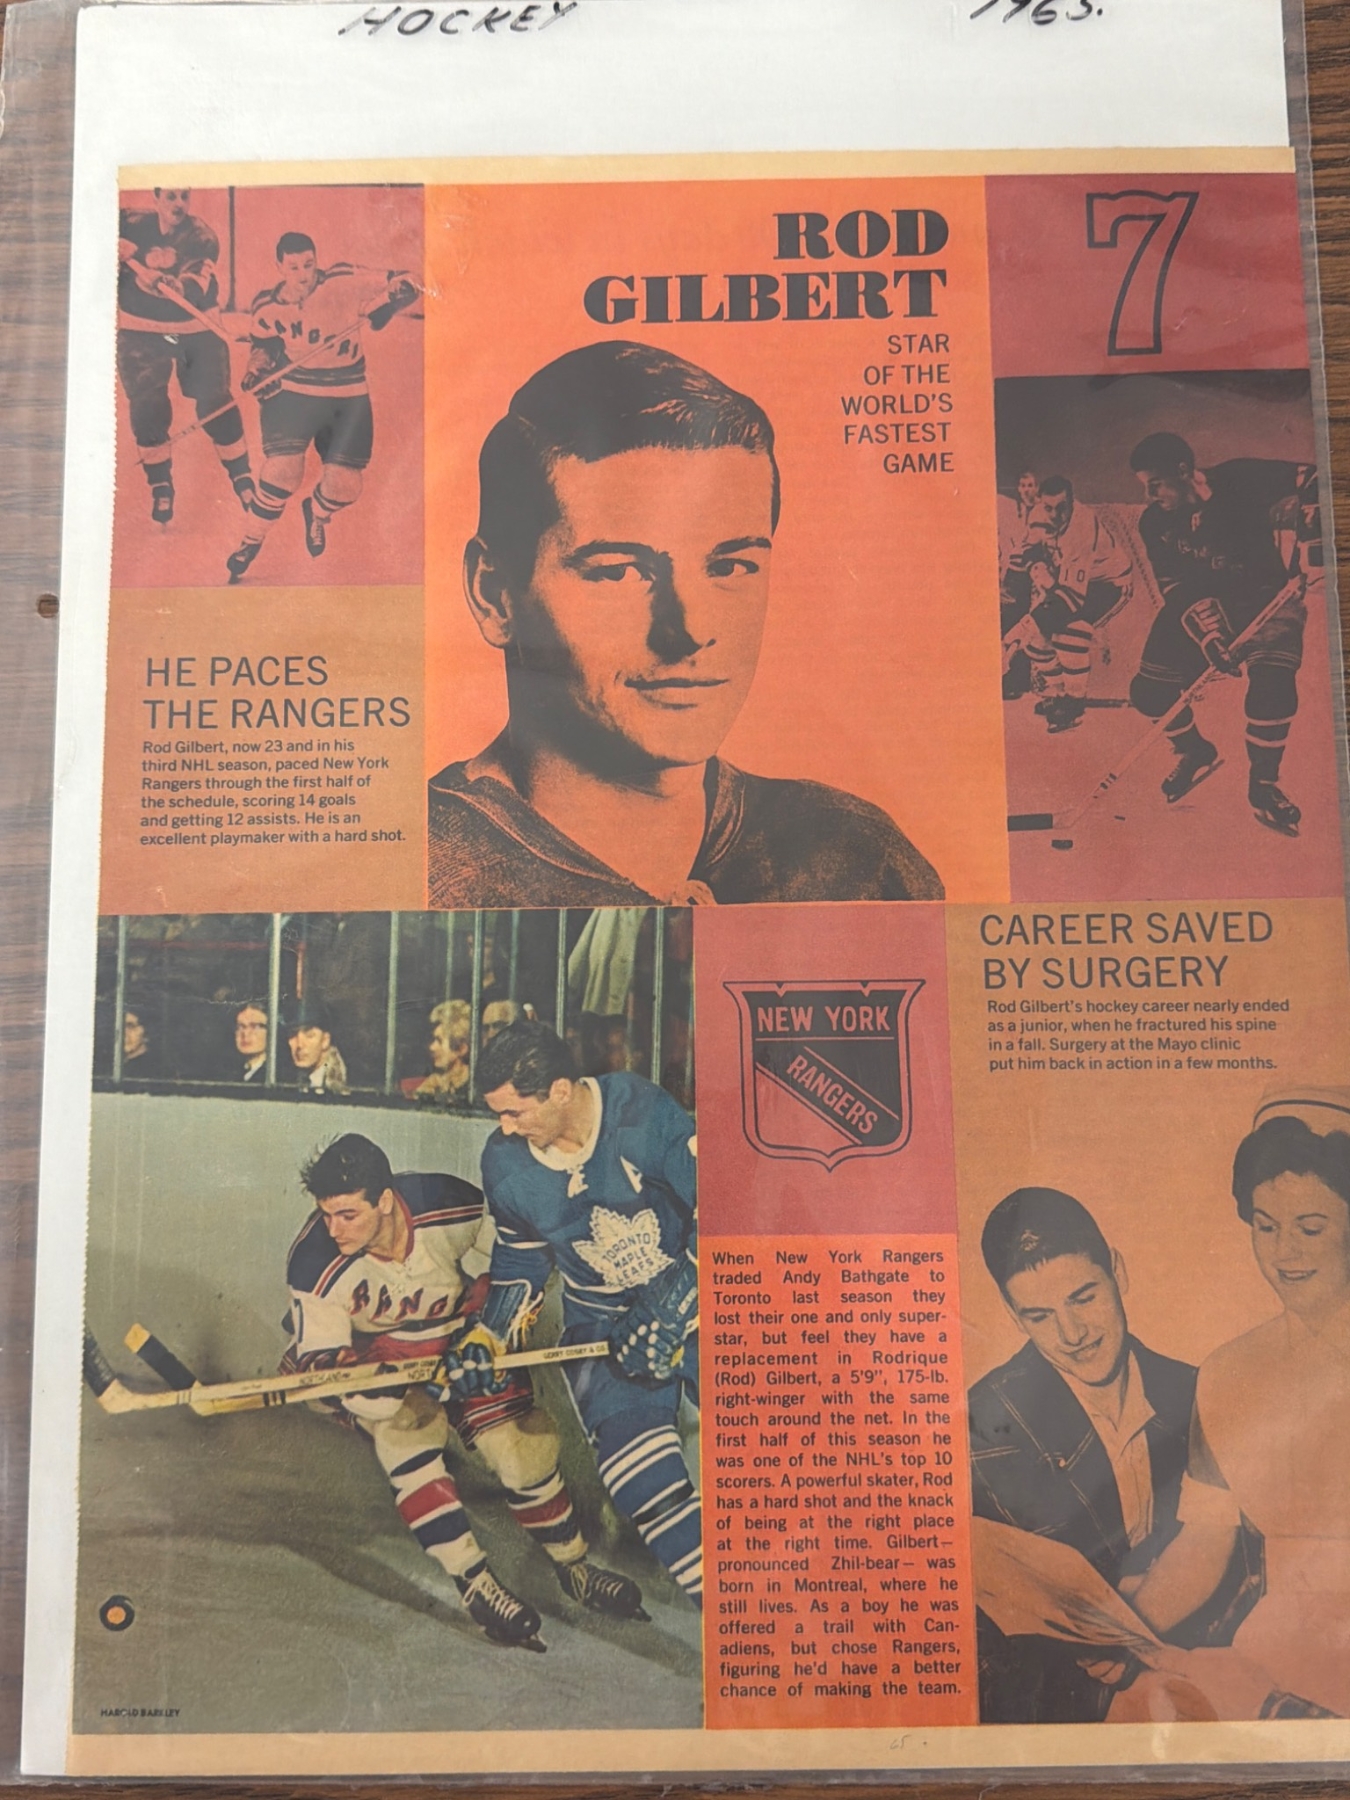 HOCKEY
1965.
ROD
GILBERT
STAR
OF THE
WORLD'S
FASTEST
GAME
7
RANGERS
10
HE PACES
THE RANGERS
Rod Gilbert, now 23 and in his
third NHL season, paced New York
Rangers through the first half of
the schedule, scoring 14 goals
and getting 12 assists. He is an
excellent playmaker with a hard shot.
CAREER SAVED
BY SURGERY
Rod Gilbert's hockey career nearly ended
as a junior, when he fractured his spine
in a fall. Surgery at the Mayo clinic
put him back in action in a few months.
NEW YORK
RANGERS
A
TORONTO
MAPLE
LEAFS
RANG
NORTHLAND
GERRY COSBY & CO.
When New York Rangers
traded Andy Bathgate to
Toronto last season they
lost their one and only super-
star, but feel they have a
replacement in Rodrique
(Rod) Gilbert, a 5'9", 175-lb.
right-winger with the same
touch around the net. In the
first half of this season he
was one of the NHL's top 10
scorers. A powerful skater, Rod
has a hard shot and the knack
of being at the right place
at the right time. Gilbert—
pronounced Zhil-bear— was
born in Montreal, where he
still lives. As a boy he was
offered a trail with Can-
adiens, but chose Rangers,
figuring he'd have a better
chance of making the team.
HAROLD BARKLEY
65